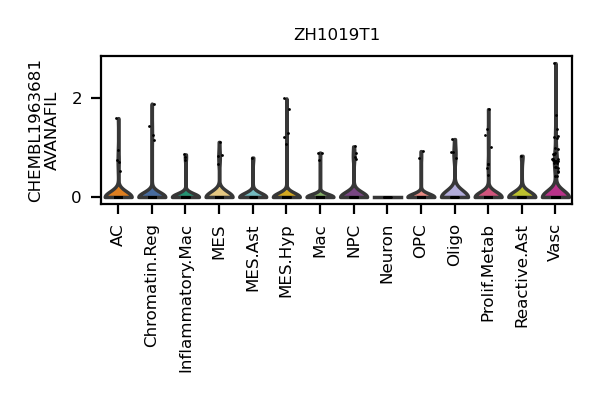 ZH1019T1
CHEMBL1963681
AVANAFIL
2
0
AC
Chromatin.Reg
Inflammatory.Mac
MES
MES.Ast
MES.Hyp
Mac
NPC
Neuron
OPC
Oligo
Prolif.Metab
Reactive.Ast
Vasc